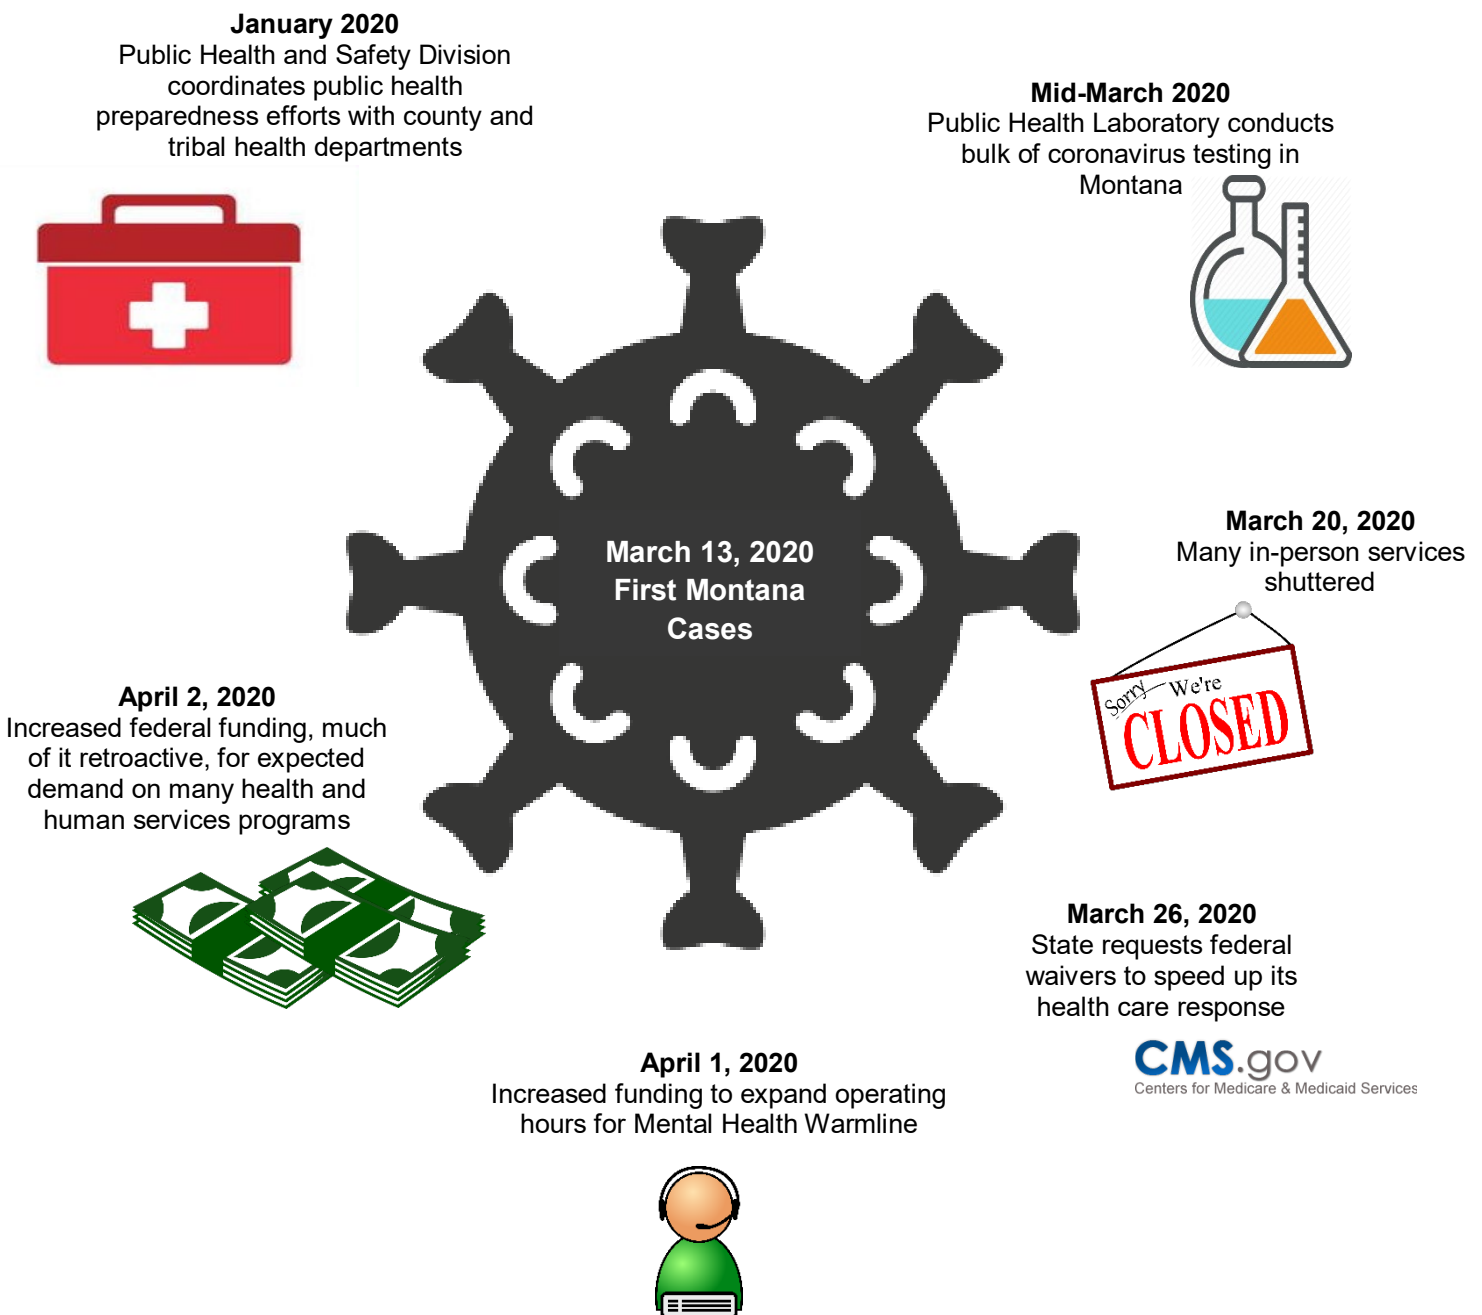 January 2020
Public Health and Safety Division
coordinates public health
preparedness efforts with county and
tribal health departments
Mid-March 2020
Public Health Laboratory conducts
bulk of coronavirus testing in
Montana
March 13, 2020
First Montana
Cases
March 20, 2020
Many in-person services
shuttered
Sorry We're
CLOSED
March 26, 2020
State requests federal
waivers to speed up its
health care response
CMS.gov
Centers for Medicare & Medicaid Services
April 1, 2020
Increased funding to expand operating
hours for Mental Health Warmline
April 2, 2020
Increased federal funding, much
of it retroactive, for expected
demand on many health and
human services programs